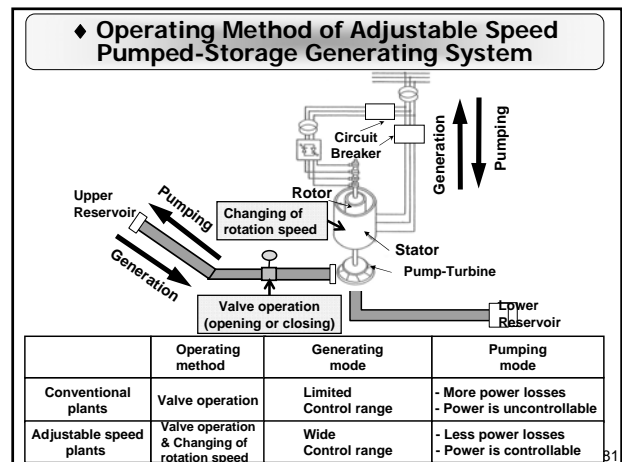 ♦ Operating Method of Adjustable Speed
Pumped-Storage Generating System
Circuit
Breaker
Generation
Pumping
Rotor
Upper
Reservoir
Pumping
Changing of
rotation speed
Stator
Generation
Pump-Turbine
Valve operation
(opening or closing)
Lower
Reservoir
Operating
method
Generating
mode
Pumping
mode
Conventional
plants
Valve operation
Limited
Control range
- More power losses
- Power is uncontrollable
Adjustable speed
plants
Valve operation
& Changing of
rotation speed
Wide
Control range
- Less power losses
- Power is controllable
31